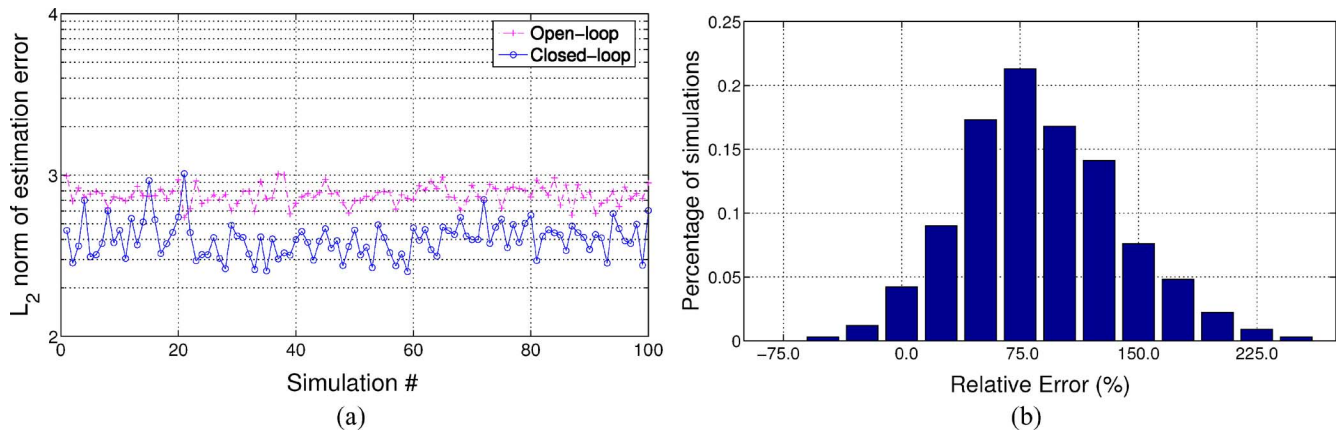 4
3
2
L2 norm of estimation error
Open-loop
Closed-loop
0
20
40
60
80
100
Simulation #
(a)
0.25
0.2
0.15
0.1
0.05
0
Percentage of simulations
−75.0
0.0
75.0
150.0
225.0
Relative Error (%)
(b)